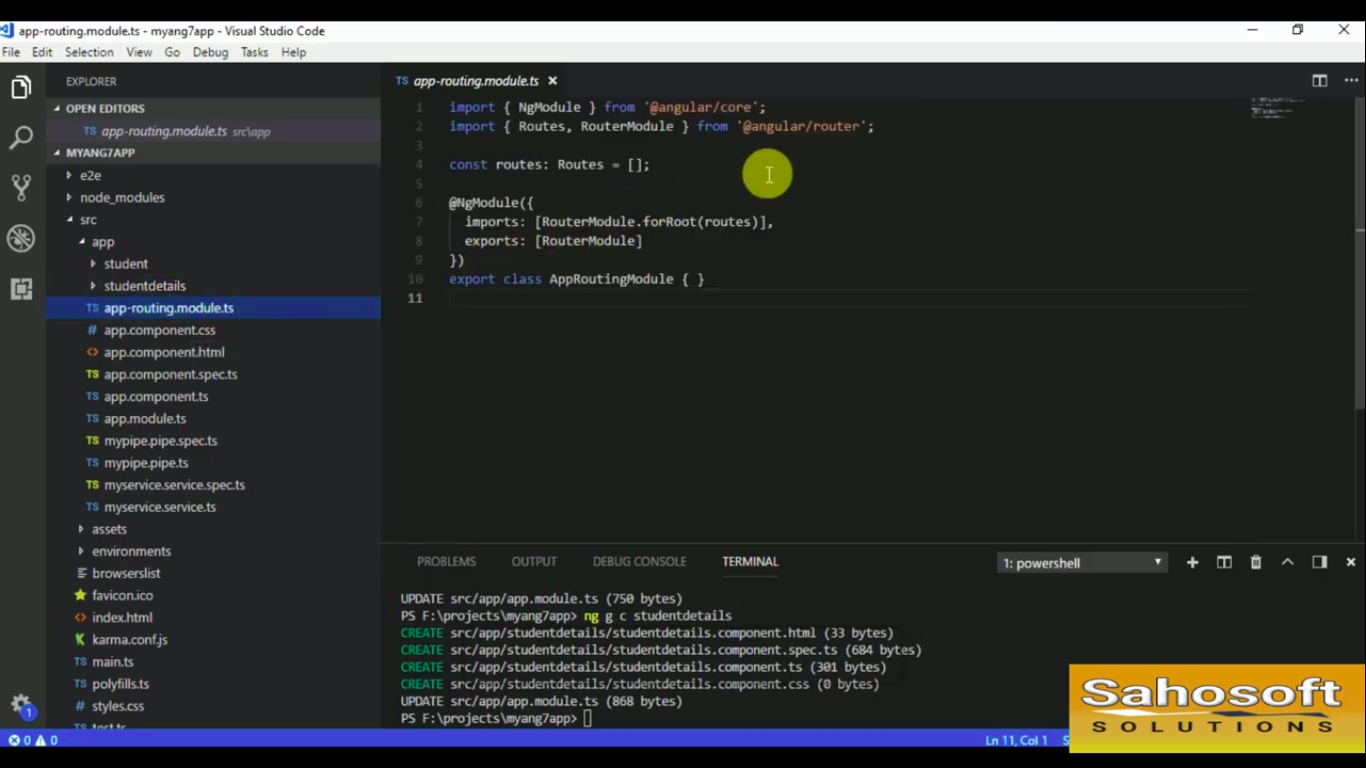 app-routing.module.ts - myang7app - Visual Studio Code
File Edit Selection View Go Debug Tasks Help
EXPLORER
OPEN EDITORS
TS app-routing.module.ts src\app
MYANG7APP
e2e
node_modules
src
app
student
studentdetails
TS app-routing.module.ts
# app.component.css
<> app.component.html
TS app.component.spec.ts
TS app.component.ts
TS app.module.ts
TS mypipe.pipe.spec.ts
TS mypipe.pipe.ts
TS myservice.service.spec.ts
TS myservice.service.ts
assets
environments
browserslist
favicon.ico
<> index.html
karma.conf.js
TS main.ts
TS polyfills.ts
# styles.css
TS test.ts
1
TS app-routing.module.ts
1 import { NgModule } from '@angular/core';
2 import { Routes, RouterModule } from '@angular/router';
3
4 const routes: Routes = [];
5
6 @NgModule({
7 imports: [RouterModule.forRoot(routes)],
8 exports: [RouterModule]
9 })
10 export class AppRoutingModule { }
11
PROBLEMS OUTPUT DEBUG CONSOLE TERMINAL 1: powershell
UPDATE src/app/app.module.ts (750 bytes)
PS F:\projects\myang7app> ng g c studentdetails
CREATE src/app/studentdetails/studentdetails.component.html (33 bytes)
CREATE src/app/studentdetails/studentdetails.component.spec.ts (684 bytes)
CREATE src/app/studentdetails/studentdetails.component.ts (301 bytes)
CREATE src/app/studentdetails/studentdetails.component.css (0 bytes)
UPDATE src/app/app.module.ts (868 bytes)
PS F:\projects\myang7app>
0 0 Ln 11, Col 1
Sahosoft
SOLUTIONS